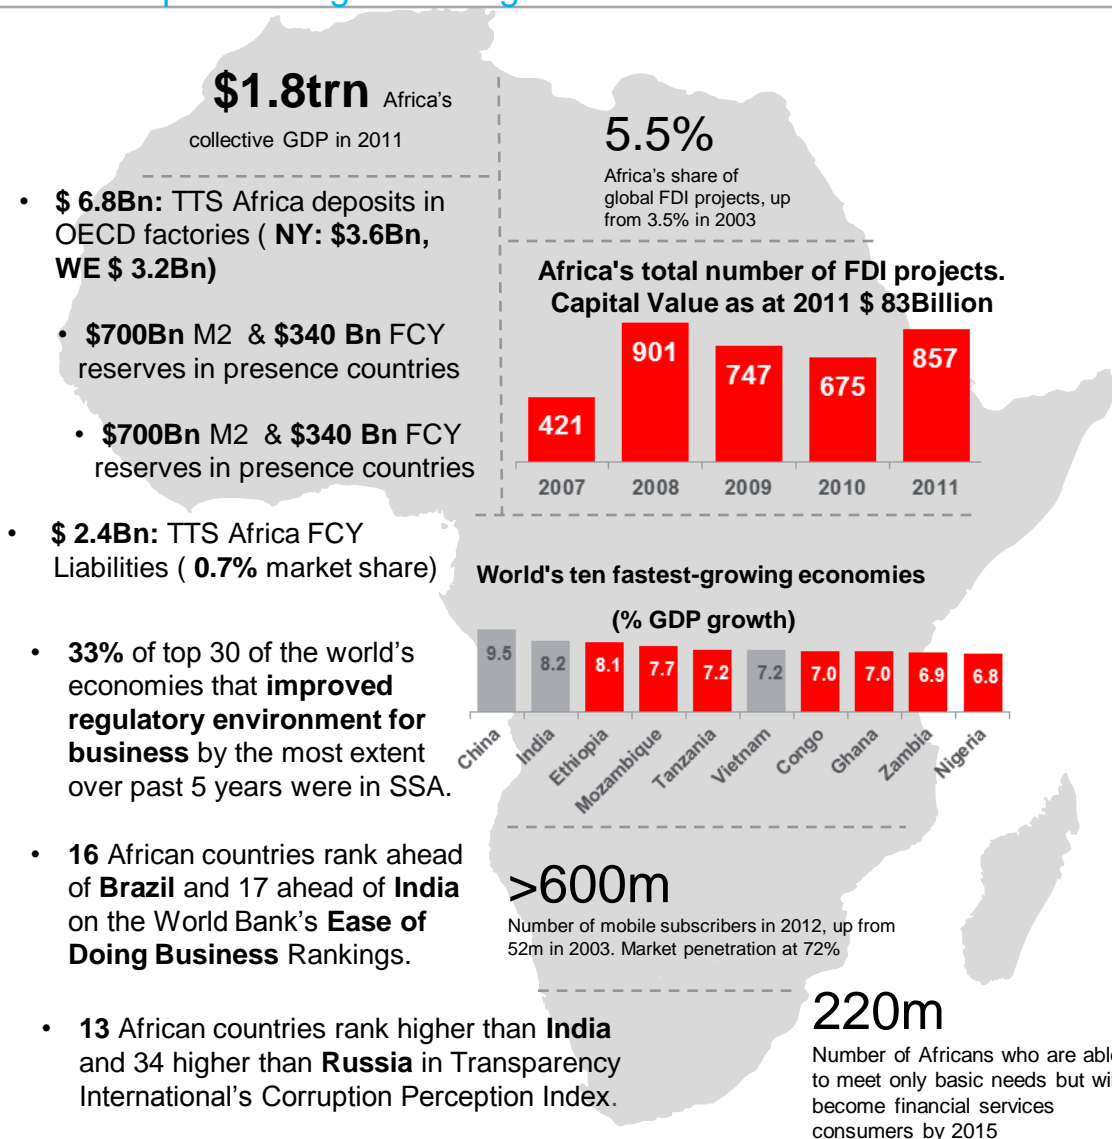 $1.8trn Africa's
collective GDP in 2011
• $ 6.8Bn: TTS Africa deposits in
OECD factories ( NY: $3.6Bn,
WE $ 3.2Bn)
• $700Bn M2 & $340 Bn FCY
reserves in presence countries
• $700Bn M2 & $340 Bn FCY
reserves in presence countries
• $ 2.4Bn: TTS Africa FCY
Liabilities ( 0.7% market share)
• 33% of top 30 of the world's
economies that improved
regulatory environment for
business by the most extent
over past 5 years were in SSA.
• 16 African countries rank ahead
of Brazil and 17 ahead of India
on the World Bank's Ease of
Doing Business Rankings.
• 13 African countries rank higher than India
and 34 higher than Russia in Transparency
International's Corruption Perception Index.
5.5%
Africa's share of
global FDI projects, up
from 3.5% in 2003
Africa's total number of FDI projects.
Capital Value as at 2011 $ 83Billion
421 901 747 675 857
2007 2008 2009 2010 2011
World's ten fastest-growing economies
(% GDP growth)
9.5 8.2 8.1 7.7 7.2 7.2 7.0 7.0 6.9 6.8
China India Ethiopia Mozambique Tanzania Vietnam Congo Ghana Zambia Nigeria
>600m
Number of mobile subscribers in 2012, up from
52m in 2003. Market penetration at 72%
220m
Number of Africans who are
to meet only basic needs but
become financial services
consumers by 2015